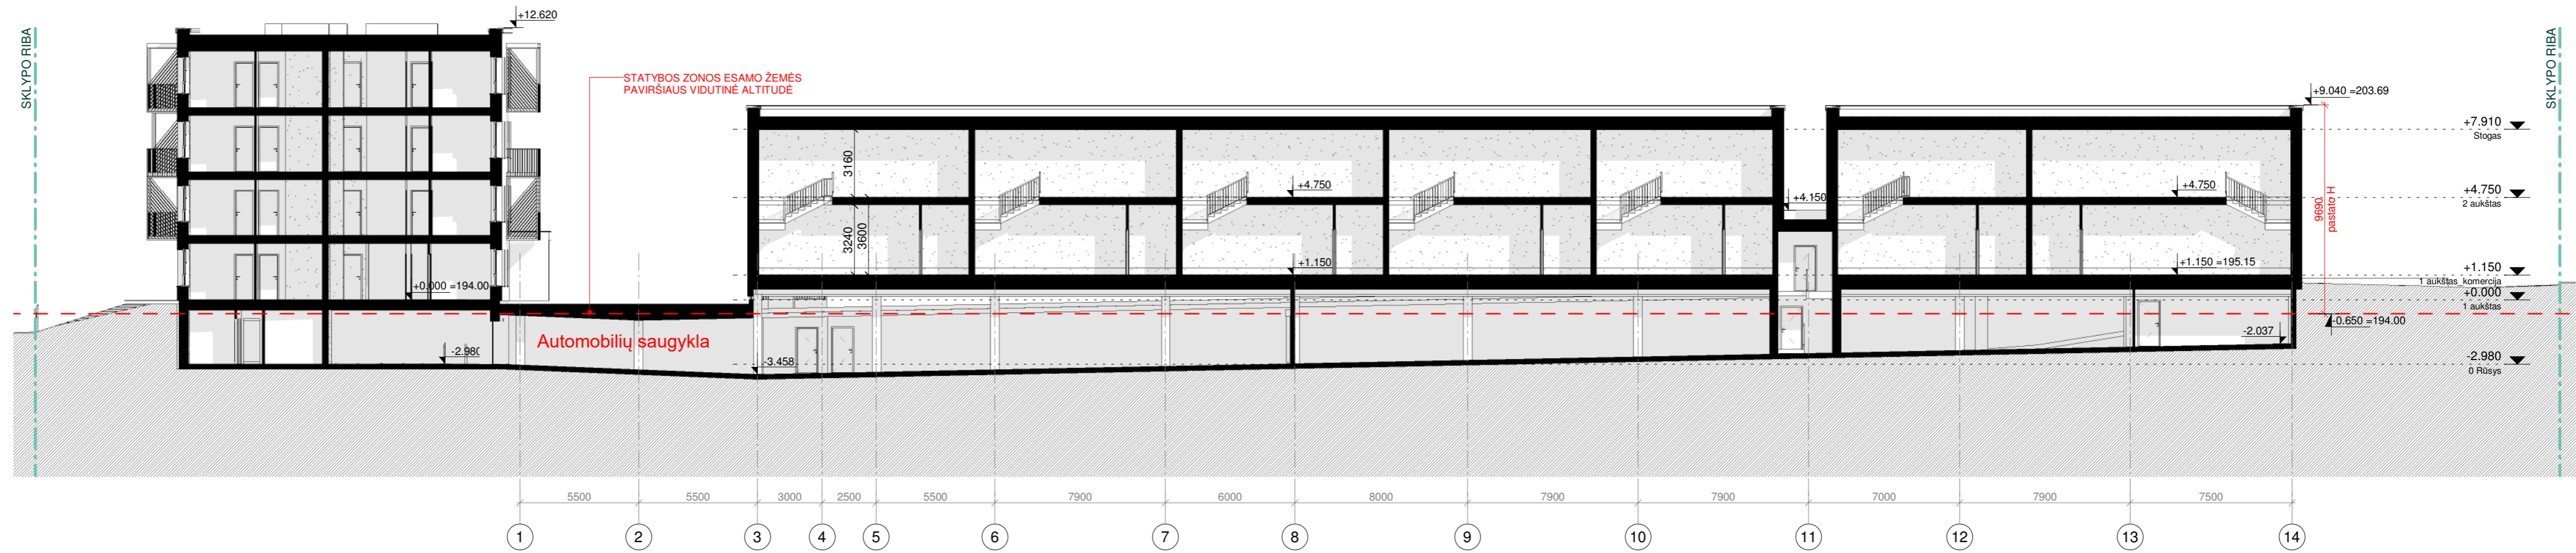 SKLYPO RIBA
+12.620
STATYBOS ZONOS ESAMO ŽEMĖS
PAVIRŠIAUS VIDUTINĖ ALTITUDĖ
SKLYPO RIBA
+9.040 =203.69
+7.910
Stogas
3160
+4.750
+4.750
+4.750
2 aukštas
+4.150
9690
pastato H
3240
3600
+1.150
+1.150 =195.15
+1.150
1 aukštas_komercija
+0.000 =194.00
+0.000
1 aukštas
-0.650 =194.00
Automobilių saugykla
-2.037
-2.980
-3.458
-2.980
0 Rūsys
5500 5500 3000 2500 5500 7900 6000 8000 7900 7900 7000 7900 7500
1 2 3 4 5 6 7 8 9 10 11 12 13 14